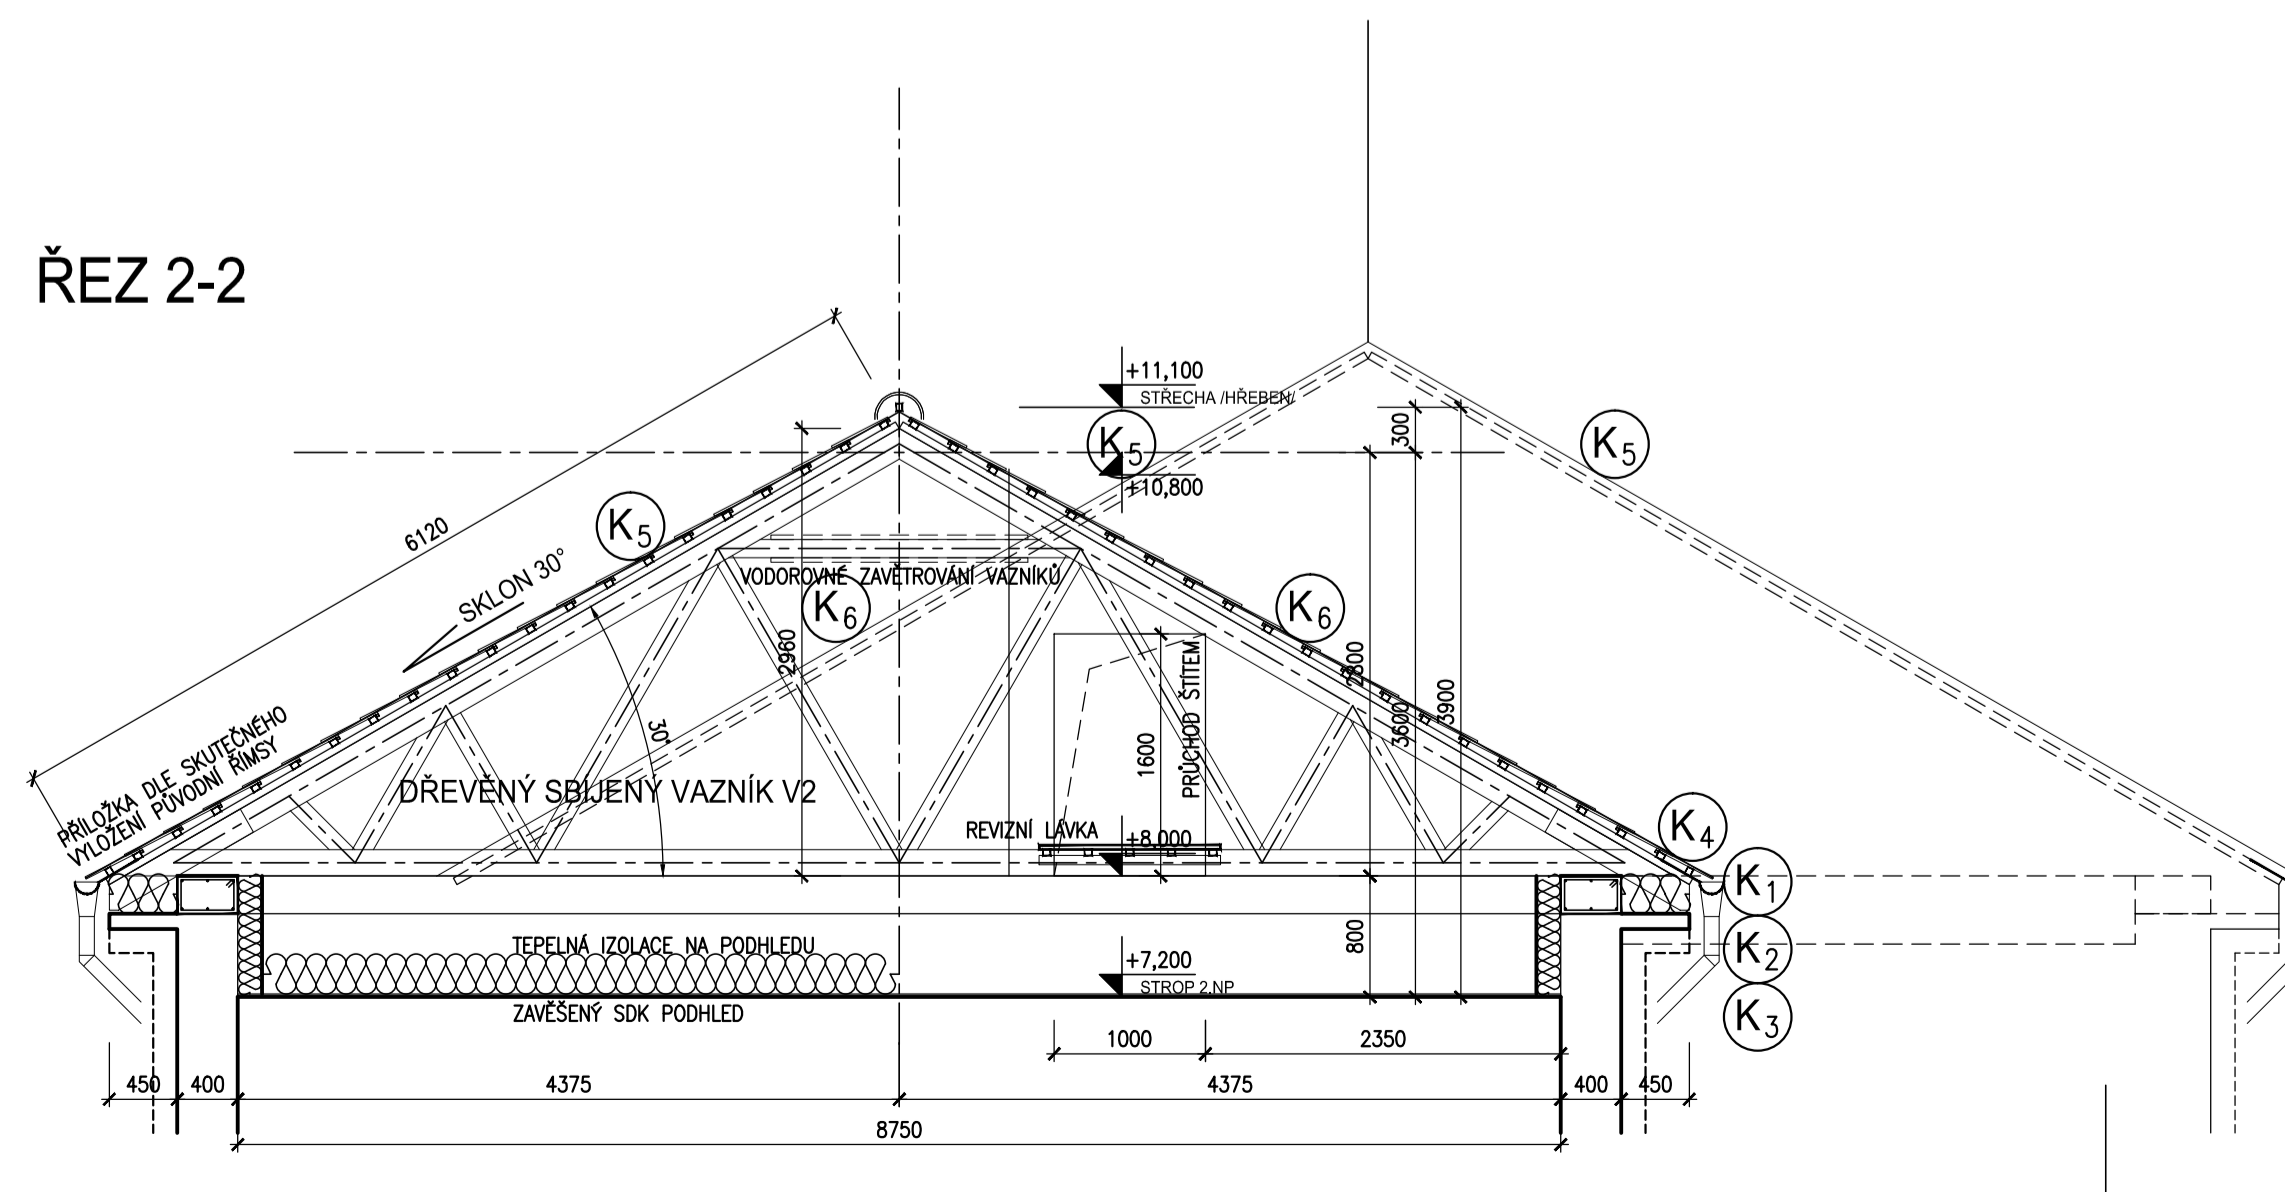 ŘEZ 2-2
+11,100
STŘECHA /HŘEBEN/
300
K5
K5
+10,800
K5
6120
SKLON 30°
VODOROVNÉ ZAVĚTROVÁNÍ VAZNÍKŮ
K6
K6
2960
PRŮCHOD ŠTÍTEM
1600
2800
3600
3900
30°
PŘÍLOŽKA DLE SKUTEČNÉHO
VYLOŽENÍ PŮVODNÍ ŘÍMSY
DŘEVĚNÝ SBÍJENÝ VAZNÍK V2
REVIZNÍ LÁVKA
+8,000
K4
K1
K2
K3
TEPELNÁ IZOLACE NA PODHLEDU
800
+7,200
STROP 2.NP
ZAVĚŠENÝ SDK PODHLED
1000
2350
450
400
4375
4375
400
450
8750